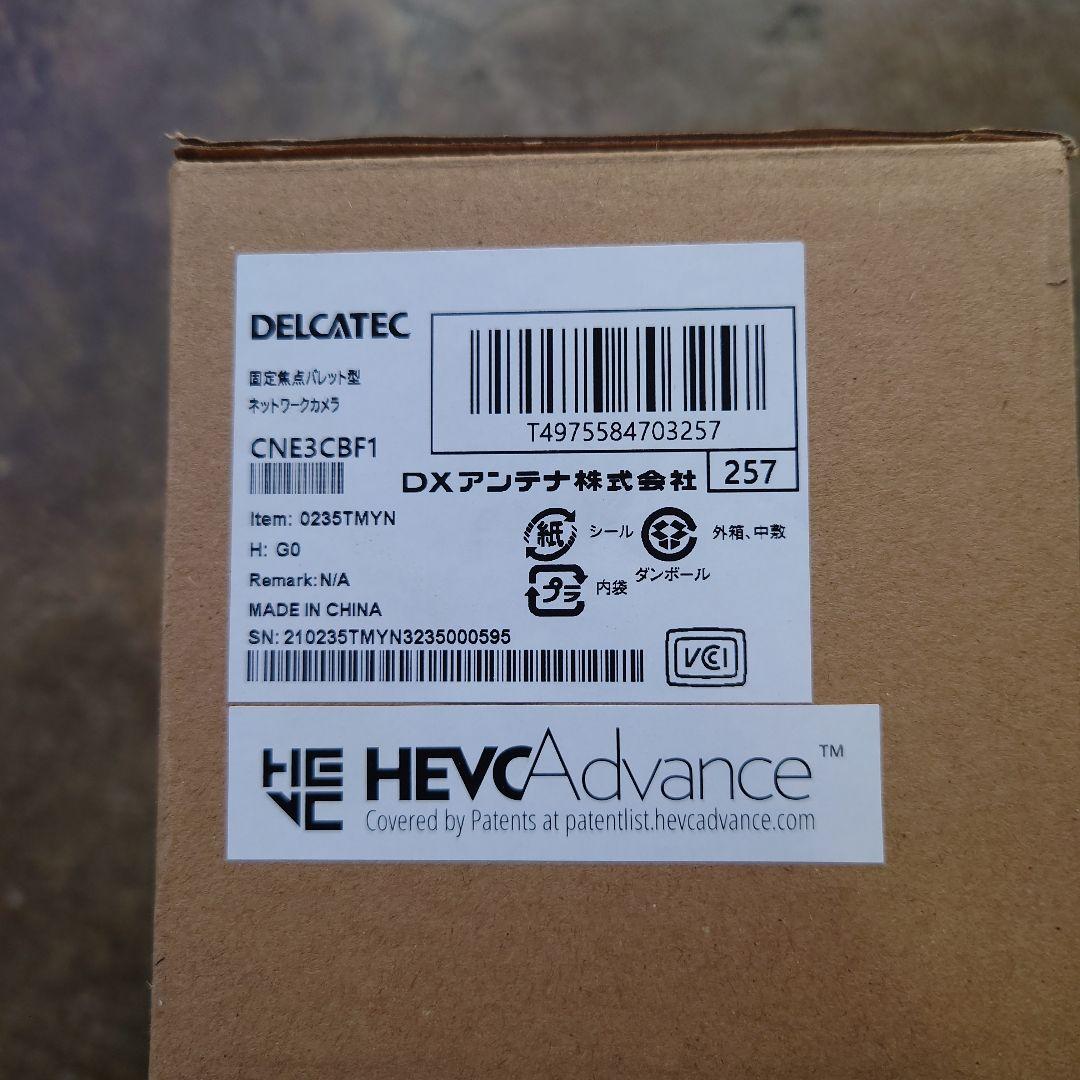 DELCATEC
固定焦点バレット型
ネットワークカメラ
CNE3CBF1
T4975584703257
257
DXアンテナ株式会社
Item: 0235TMYN
H: G0
Remark:N/A
MADE IN CHINA
SN: 210235TMYN3235000595
紙 シール
外箱、中敷
ダンボール
プラ 内袋
VCCI
HEVC HEVCAdvance™
Covered by Patents at patentlist.hevcadvance.com